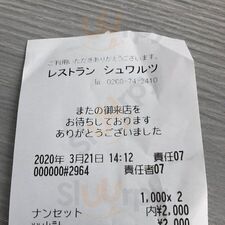 ご利用いただきありがとうございます。
レストラン シュワルツ
℡ 0268-74-2410
またの御来店を
お待ちしております
ありがとうございました
2020年 3月21日 14:12 責任07
000000#2964 責任者07
1,000x 2
ナンセット 内¥2,000
¥2,000